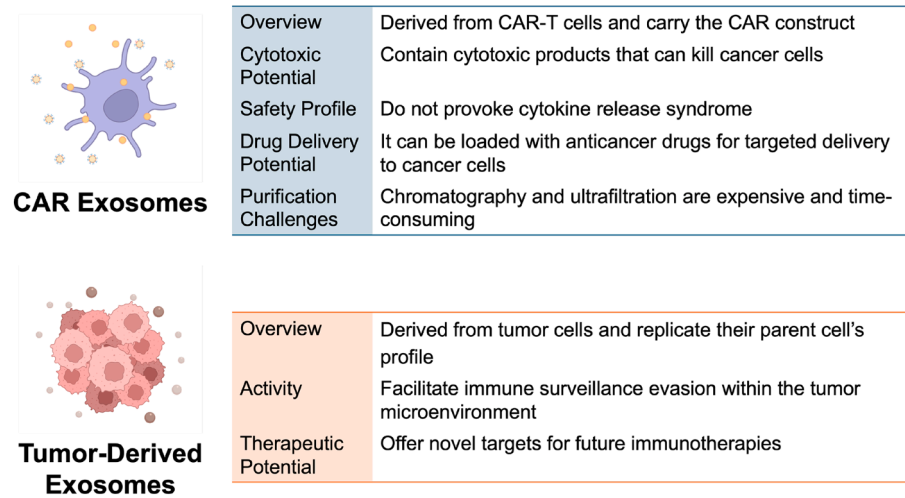 Overview Derived from CAR-T cells and carry the CAR construct
Cytotoxic Contain cytotoxic products that can kill cancer cells
Potential
Safety Profile Do not provoke cytokine release syndrome
Drug Delivery It can be loaded with anticancer drugs for targeted delivery
Potential to cancer cells
Purification Chromatography and ultrafiltration are expensive and time-
Challenges consuming
CAR Exosomes
Overview Derived from tumor cells and replicate their parent cell’s
profile
Activity Facilitate immune surveillance evasion within the tumor
microenvironment
Therapeutic Offer novel targets for future immunotherapies
Potential
Tumor-Derived
Exosomes